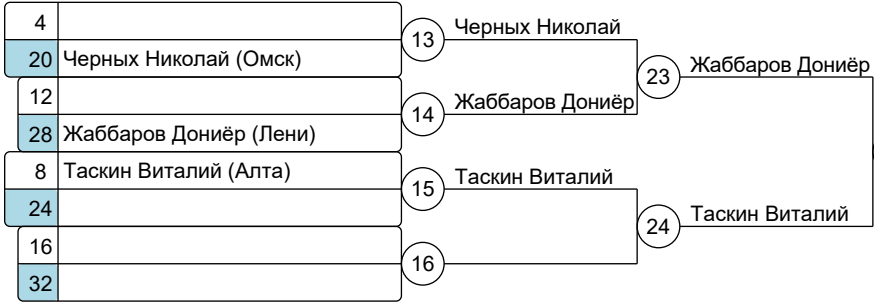 4
13 Черных Николай
20 Черных Николай (Омск)
23 Жаббаров Дониёр
12
14 Жаббаров Дониёр
28 Жаббаров Дониёр (Лени)
8 Таскин Виталий (Алта)
15 Таскин Виталий
24
24 Таскин Виталий
16
16
32